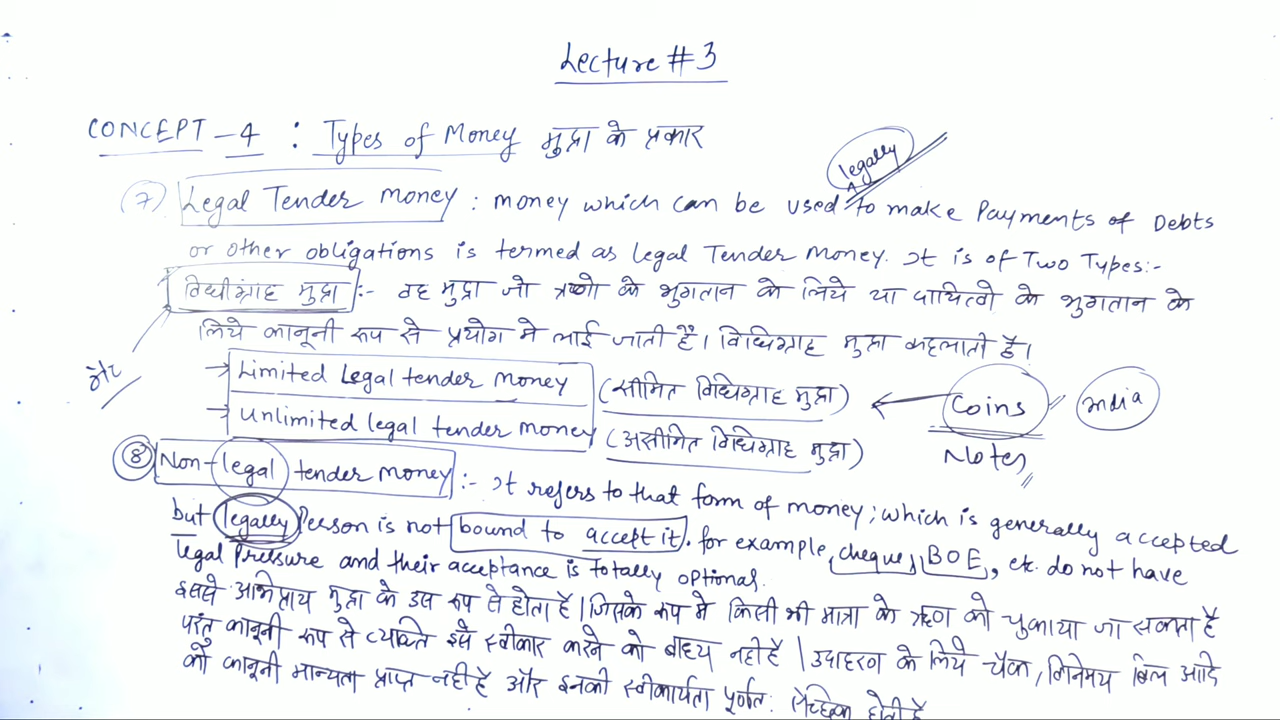 Lecture #3
CONCEPT-4 : Types of Money मुद्रा के प्रकार
legally
(7) Legal Tender Money : Money which can be used to make Payments of Debts
or other obligations is termed as legal Tender Money. It is of Two Types:-
विधीग्राह मुद्रा :- वह मुद्रा जो ऋणो के भुगतान के लिये या दायित्वो के भुगतान के
लिये कानूनी रूप से प्रयोग मे लाई जाती हैं। विधिग्राह मुद्रा कहलाती है।
→ Limited Legal tender Money (सीमित विधिग्राह मुद्रा) ← Coins India
→ Unlimited legal tender money (असीमित विधिग्राह मुद्रा) Notes
(8) Non-legal tender money :- It refers to that form of money; which is generally accepted
but legally Person is not bound to accept it. for example, cheque, BOE, etc. do not have
legal Pressure and their acceptance is Totally optional.
इससे अभिप्राय मुद्रा के उस रूप से होता है। जिसके रूप मे किसी भी मात्रा के ऋण को चुकाया जा सकता है
परंतु कानूनी रूप से व्यक्ति इसे स्वीकार करने को बाध्य नही है। उदाहरण के लिये चैक, विनिमय बिल आदि
को कानूनी मान्यता प्राप्त नही है और इनकी स्वीकार्यता पूर्णत: ऐच्छिक होती है